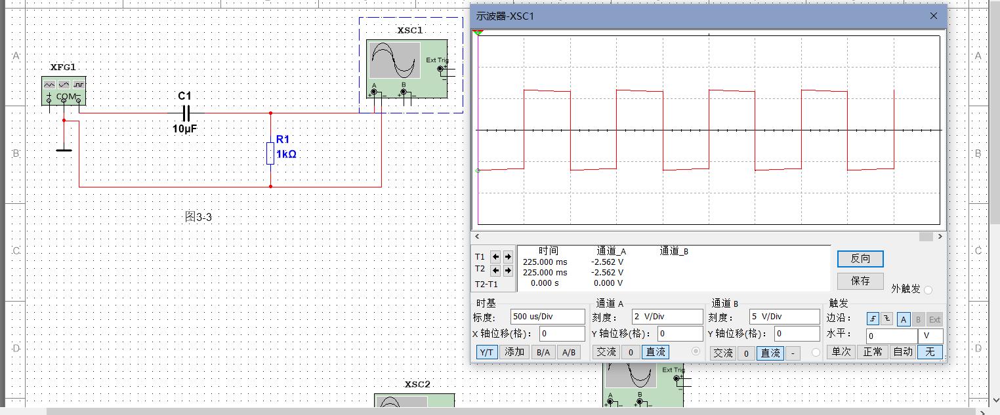 示波器-XSC1
XSC1
Ext Trig
+
A
B
A
A
XFG1
+
COM
C1
10µF
R1
1kΩ
B
B
图3-3
C
C
D
D
T1
T2
T2-T1
时间 通道_A 通道_B
225.000 ms -2.562 V
225.000 ms -2.562 V
0.000 s 0.000 V
反向
保存
外触发
时基
标度: 500 us/Div
X 轴位移(格): 0
Y/T 添加 B/A A/B
通道 A
刻度: 2 V/Div
Y 轴位移(格): 0
交流 0 直流
通道 B
刻度: 5 V/Div
Y 轴位移(格): 0
交流 0 直流 -
触发
边沿: A B Ext
水平: 0 V
单次 正常 自动 无
XSC2
Ext Trig
+
A
B